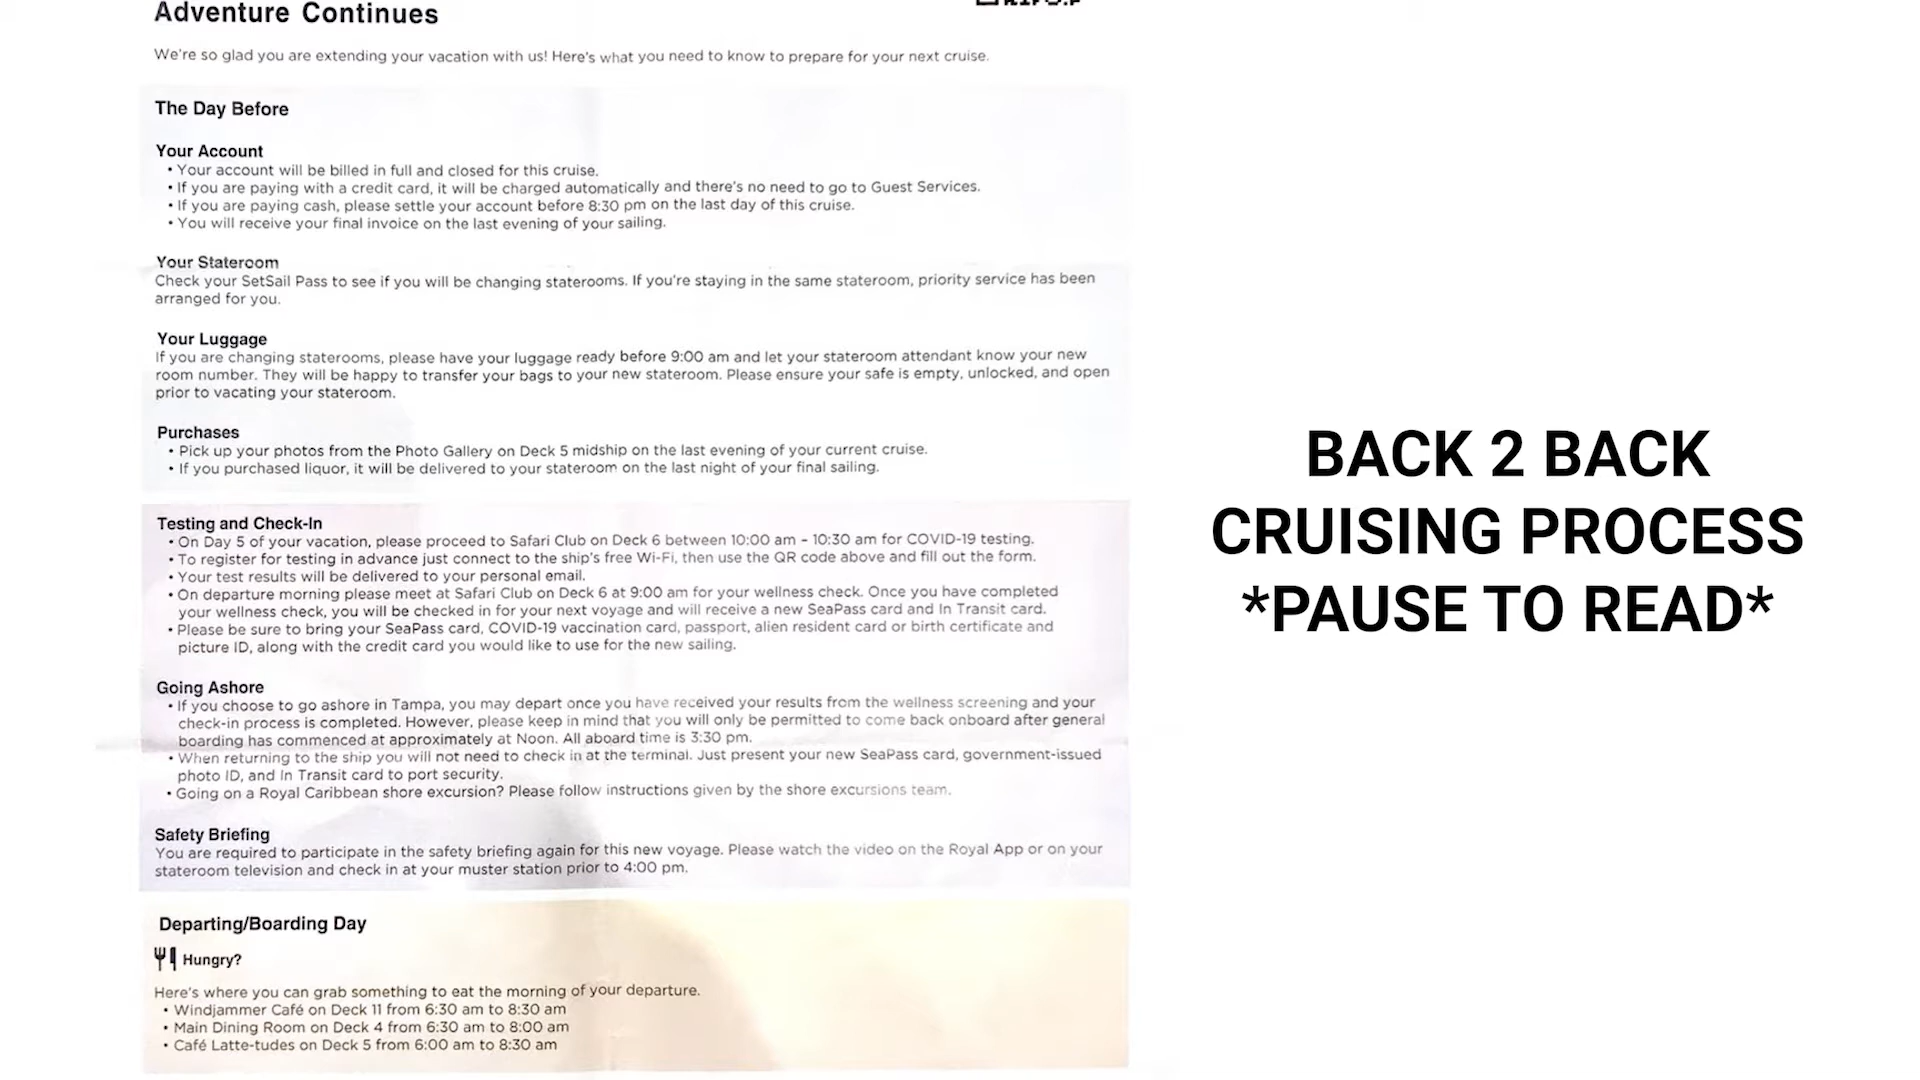 Adventure Continues
We're so glad you are extending your vacation with us! Here's what you need to know to prepare for your next cruise.
The Day Before
Your Account
• Your account will be billed in full and closed for this cruise.
• If you are paying with a credit card, it will be charged automatically and there's no need to go to Guest Services.
• If you are paying cash, please settle your account before 8:30 pm on the last day of this cruise.
• You will receive your final invoice on the last evening of your sailing.
Your Stateroom
Check your SetSail Pass to see if you will be changing staterooms. If you're staying in the same stateroom, priority service has been
arranged for you.
Your Luggage
If you are changing staterooms, please have your luggage ready before 9:00 am and let your stateroom attendant know your new
room number. They will be happy to transfer your bags to your new stateroom. Please ensure your safe is empty, unlocked, and open
prior to vacating your stateroom.
Purchases
• Pick up your photos from the Photo Gallery on Deck 5 midship on the last evening of your current cruise.
• If you purchased liquor, it will be delivered to your stateroom on the last night of your final sailing.
Testing and Check-In
• On Day 5 of your vacation, please proceed to Safari Club on Deck 6 between 10:00 am - 10:30 am for COVID-19 testing.
• To register for testing in advance just connect to the ship's free Wi-Fi, then use the QR code above and fill out the form.
• Your test results will be delivered to your personal email.
• On departure morning please meet at Safari Club on Deck 6 at 9:00 am for your wellness check. Once you have completed
your wellness check, you will be checked in for your next voyage and will receive a new SeaPass card and In Transit card.
• Please be sure to bring your SeaPass card, COVID-19 vaccination card, passport, alien resident card or birth certificate and
picture ID, along with the credit card you would like to use for the new sailing.
Going Ashore
• If you choose to go ashore in Tampa, you may depart once you have received your results from the wellness screening and your
check-in process is completed. However, please keep in mind that you will only be permitted to come back onboard after general
boarding has commenced at approximately at Noon. All aboard time is 3:30 pm.
• When returning to the ship you will not need to check in at the terminal. Just present your new SeaPass card, government-issued
photo ID, and In Transit card to port security.
• Going on a Royal Caribbean shore excursion? Please follow instructions given by the shore excursions team.
Safety Briefing
You are required to participate in the safety briefing again for this new voyage. Please watch the video on the Royal App or on your
stateroom television and check in at your muster station prior to 4:00 pm.
Departing/Boarding Day
Hungry?
Here's where you can grab something to eat the morning of your departure.
• Windjammer Café on Deck 11 from 6:30 am to 8:30 am
• Main Dining Room on Deck 4 from 6:30 am to 8:00 am
• Café Latte-tudes on Deck 5 from 6:00 am to 8:30 am
BACK 2 BACK
CRUISING PROCESS
*PAUSE TO READ*